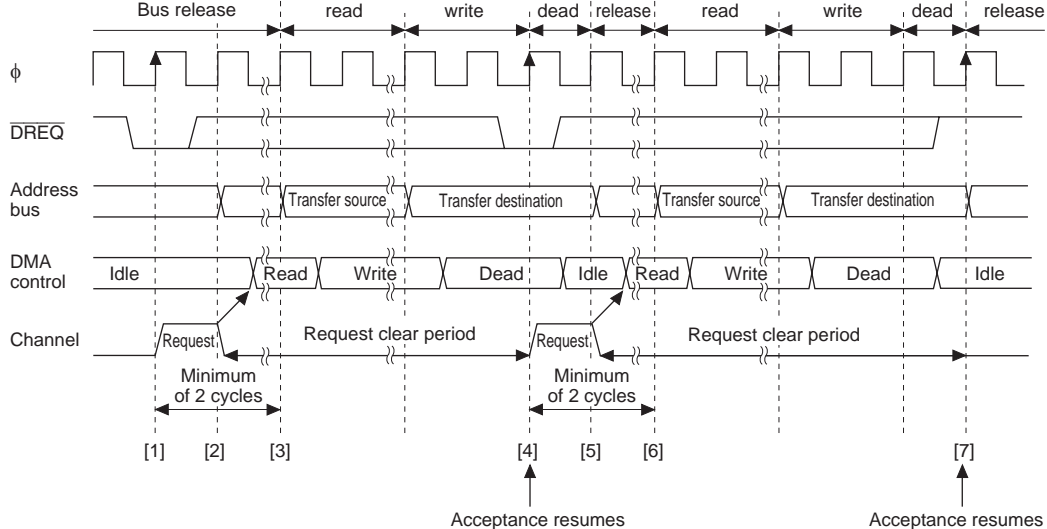 Bus release read write dead release read write dead release
ϕ
DREQ
Address bus
Transfer source Transfer destination Transfer source Transfer destination
DMA control
Idle Read Write Dead Idle Read Write Dead Idle
Channel
Request Request clear period Request Request clear period
Minimum of 2 cycles Minimum of 2 cycles
[1] [2] [3] [4] [5] [6] [7]
Acceptance resumes Acceptance resumes